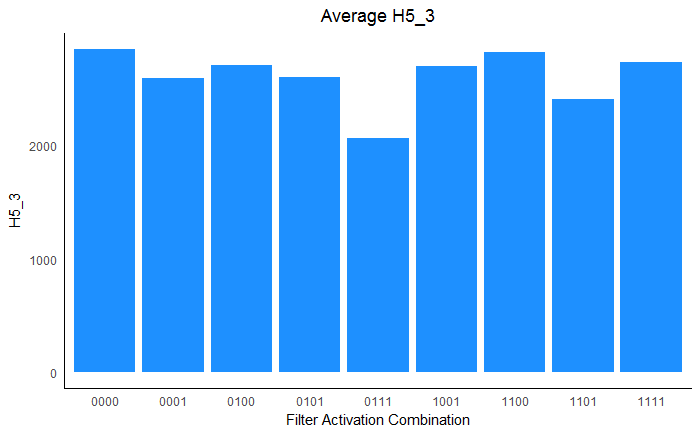 Average H5_3
H5_3
2000
1000
0
0000 0001 0100 0101 0111 1001 1100 1101 1111
Filter Activation Combination